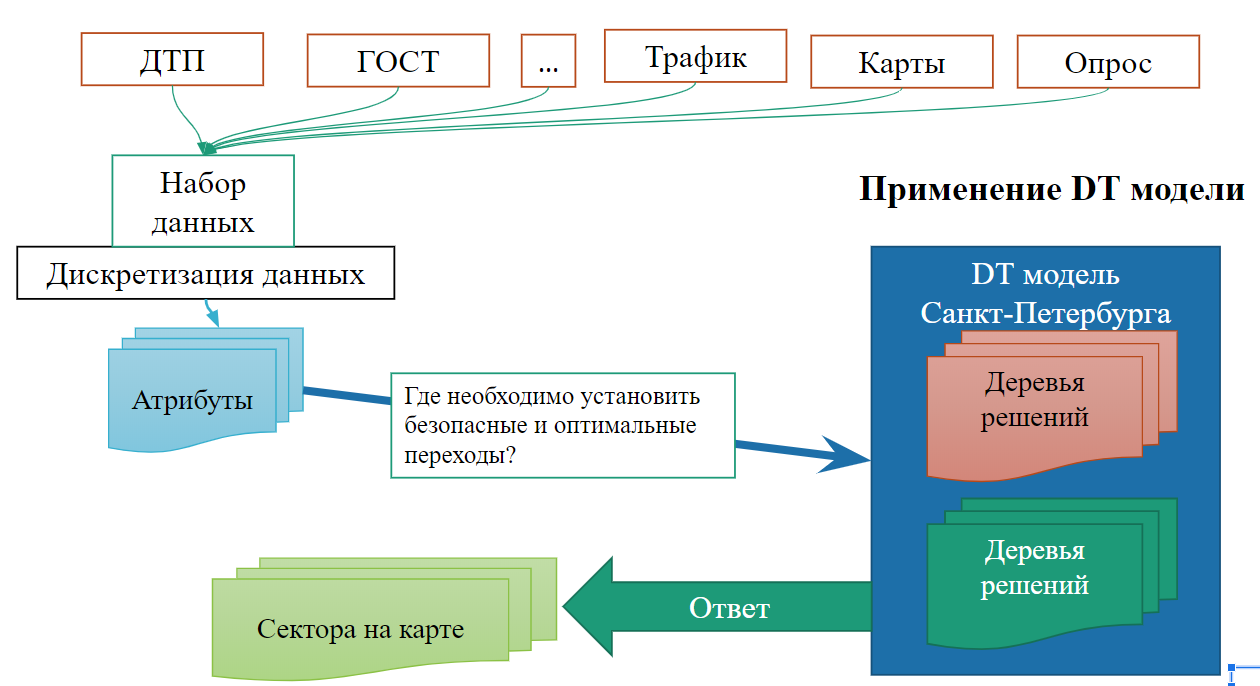 ДТП
ГОСТ
...
Трафик
Карты
Опрос
Набор
данных
Применение DT модели
Дискретизация данных
DT модель
Санкт-Петербурга
Атрибуты
Где необходимо установить
безопасные и оптимальные
переходы?
Деревья
решений
Деревья
решений
Ответ
Сектора на карте